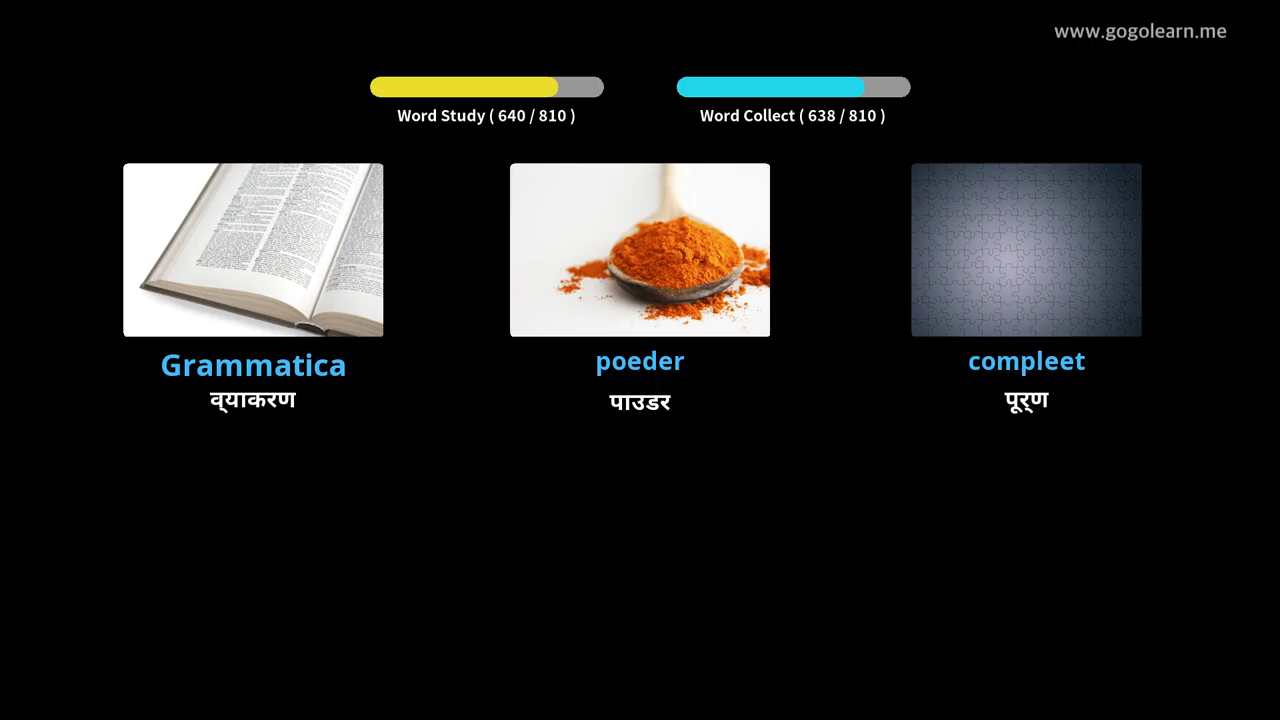 www.gogolearn.me
Word Study ( 640 / 810 )
Word Collect ( 638 / 810 )
Grammatica
poeder
compleet
व्याकरण
पाउडर
पूर्ण